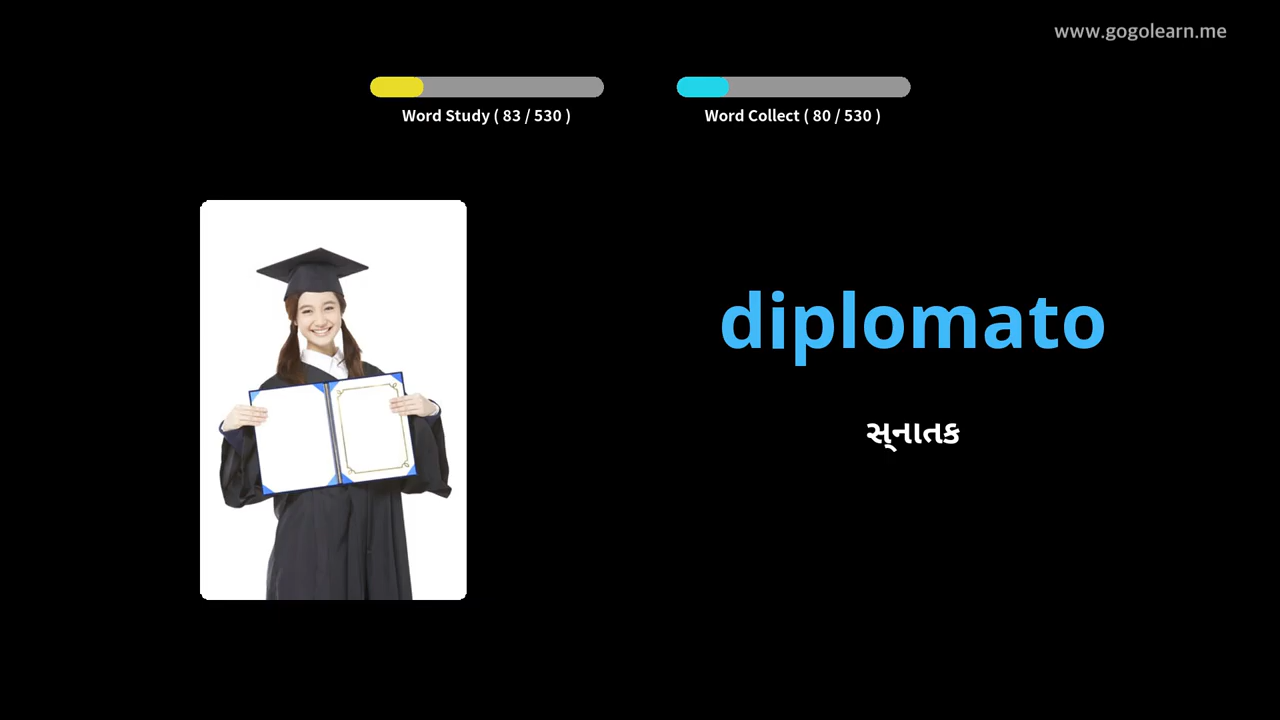 www.gogolearn.me
Word Study ( 83 / 530 )
Word Collect ( 80 / 530 )
diplomato
સ્નાતક